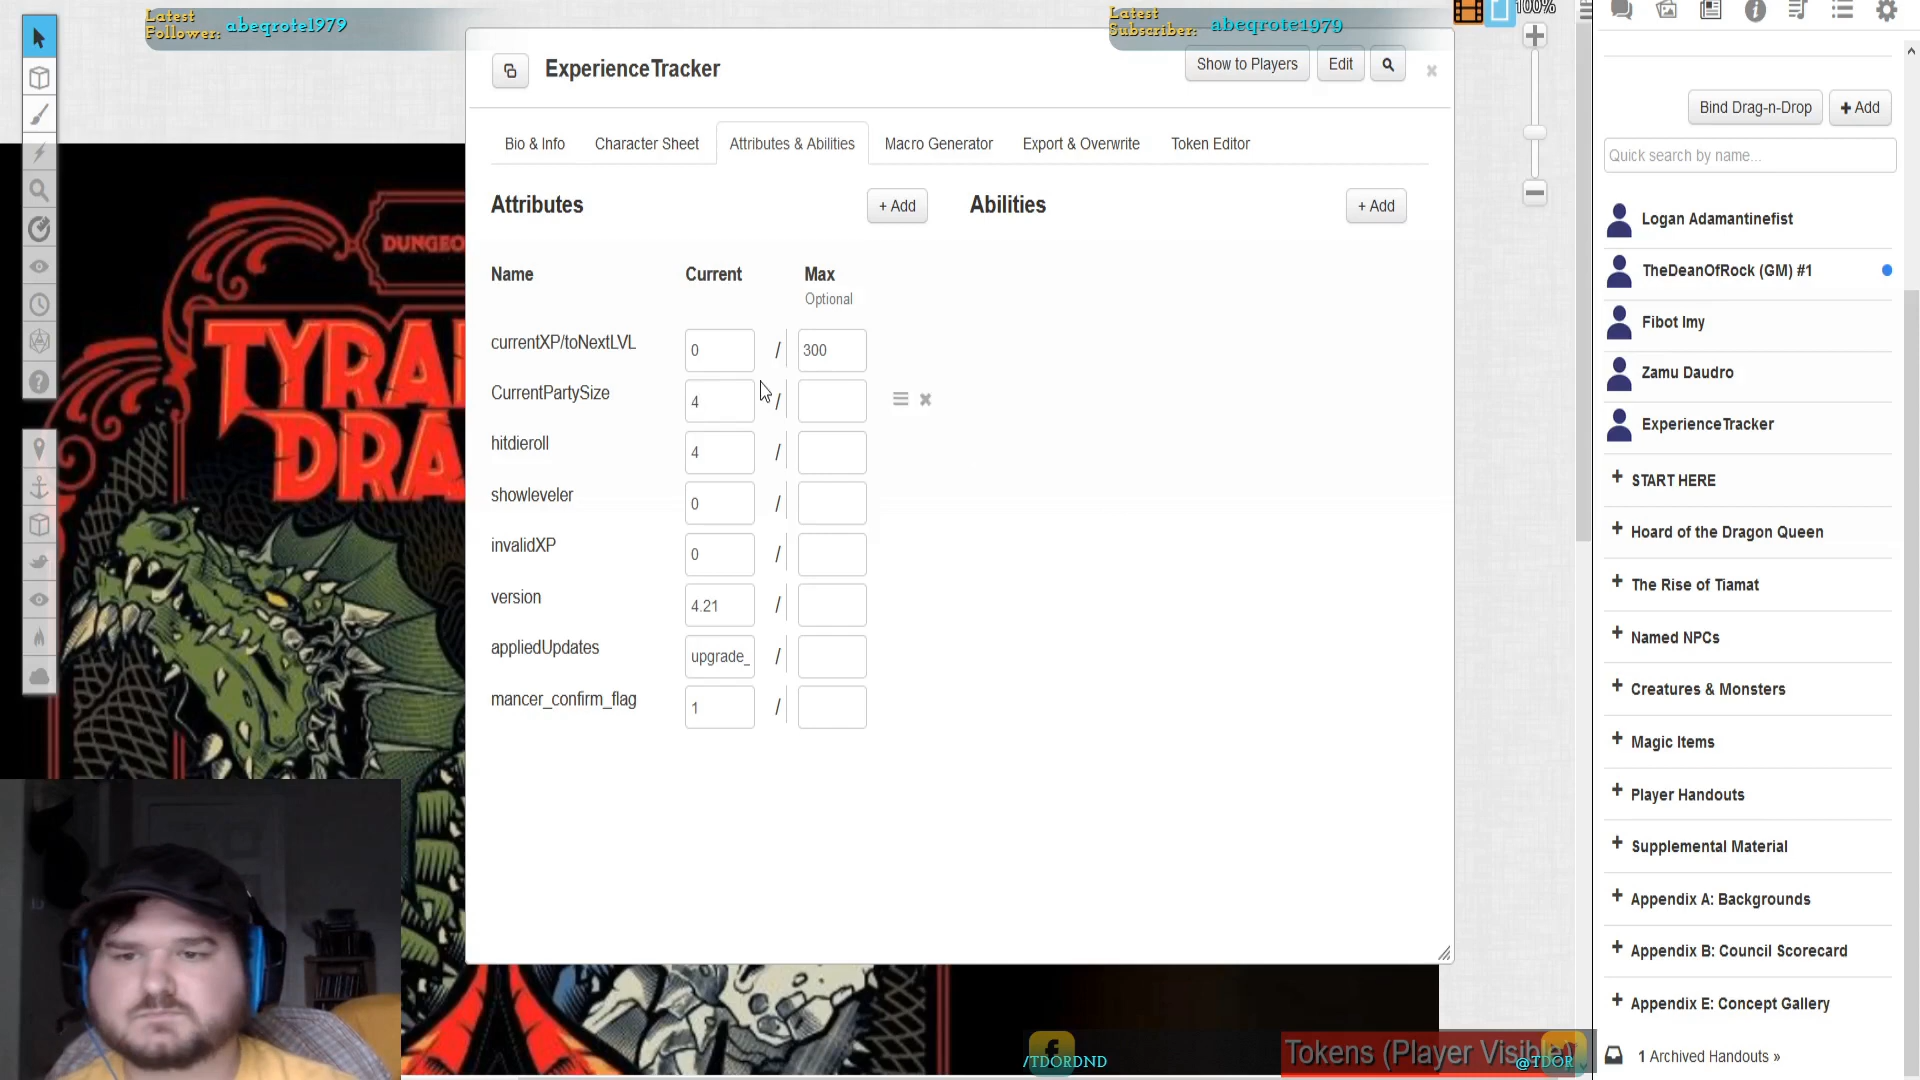 Latest
Follower: abeqrote1979
Latest
Subscriber: abeqrote1979
100%
ExperienceTracker
Show to Players
Edit
Bio & Info
Character Sheet
Attributes & Abilities
Macro Generator
Export & Overwrite
Token Editor
Attributes
+ Add
Abilities
+ Add
Name
Current
Max
Optional
currentXP/toNextLVL
0 / 300
CurrentPartySize
4 /
hitdieroll
4 /
showleveler
0 /
invalidXP
0 /
version
4.21 /
appliedUpdates
upgrade_ /
mancer_confirm_flag
1 /
Bind Drag-n-Drop
+ Add
Quick search by name...
Logan Adamantinefist
TheDeanOfRock (GM) #1
Fibot Imy
Zamu Daudro
ExperienceTracker
+ START HERE
+ Hoard of the Dragon Queen
+ The Rise of Tiamat
+ Named NPCs
+ Creatures & Monsters
+ Magic Items
+ Player Handouts
+ Supplemental Material
+ Appendix A: Backgrounds
+ Appendix B: Council Scorecard
+ Appendix E: Concept Gallery
1 Archived Handouts »
DUNGEO
TYRA
DRA
/TDORDND
Tokens (Player Visible)
@TDOR